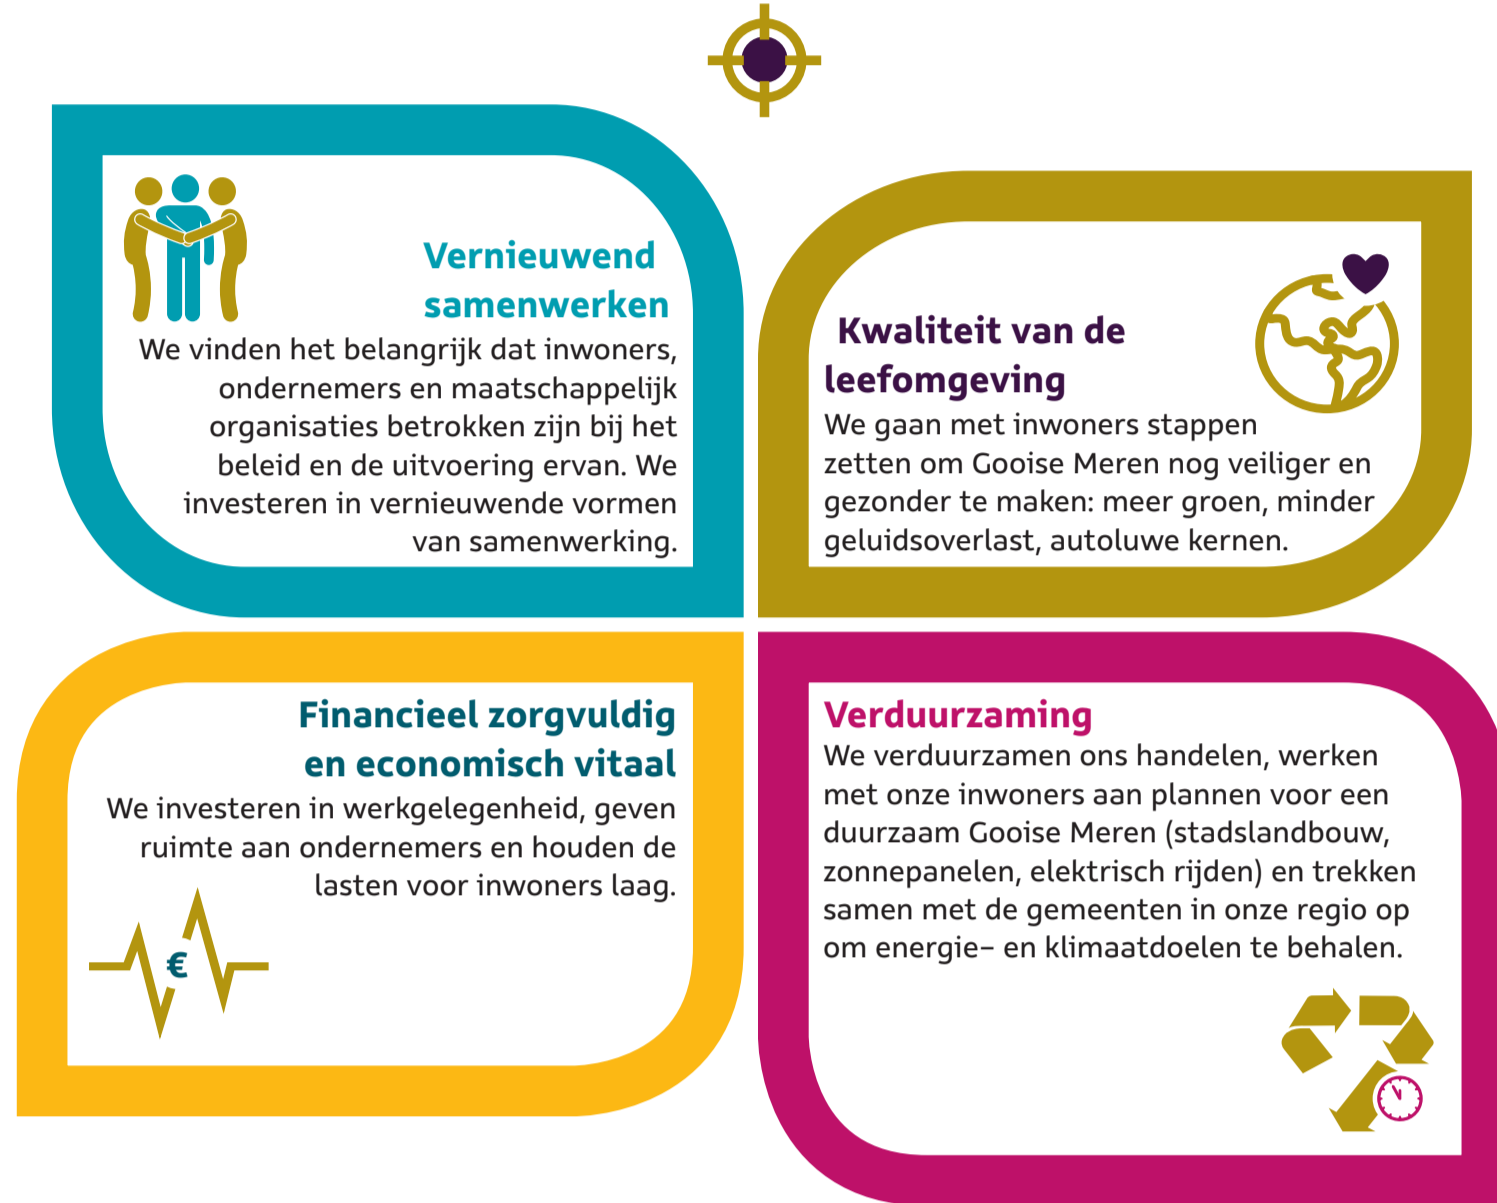 Vernieuwend
samenwerken
We vinden het belangrijk dat inwoners,
ondernemers en maatschappelijk
organisaties betrokken zijn bij het
beleid en de uitvoering ervan. We
investeren in vernieuwende vormen
van samenwerking.
Kwaliteit van de
leefomgeving
We gaan met inwoners stappen
zetten om Gooise Meren nog veiliger en
gezonder te maken: meer groen, minder
geluidsoverlast, autoluwe kernen.
Financieel zorgvuldig
en economisch vitaal
We investeren in werkgelegenheid, geven
ruimte aan ondernemers en houden de
lasten voor inwoners laag.
€
Verduurzaming
We verduurzamen ons handelen, werken
met onze inwoners aan plannen voor een
duurzaam Gooise Meren (stadslandbouw,
zonnepanelen, elektrisch rijden) en trekken
samen met de gemeenten in onze regio op
om energie– en klimaatdoelen te behalen.